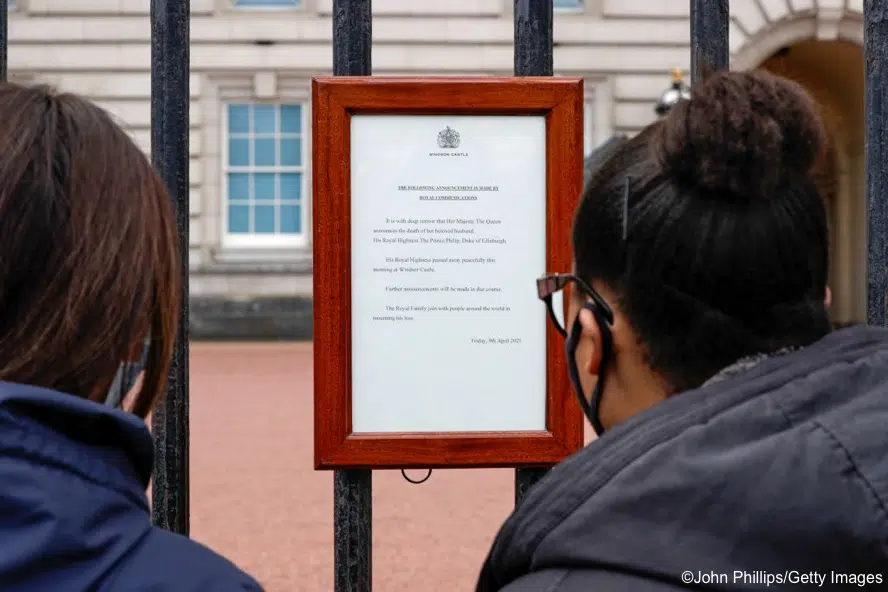 WINDSOR CASTLE
THE FOLLOWING ANNOUNCEMENT IS MADE BY
ROYAL COMMUNICATIONS
It is with deep sorrow that Her Majesty The Queen
announces the death of her beloved husband,
His Royal Highness The Prince Philip, Duke of Edinburgh.
His Royal Highness passed away peacefully this
morning at Windsor Castle.
Further announcements will be made in due course.
The Royal Family join with people around the world in
mourning his loss.
Friday, 9th April 2021
©John Phillips/Getty Images